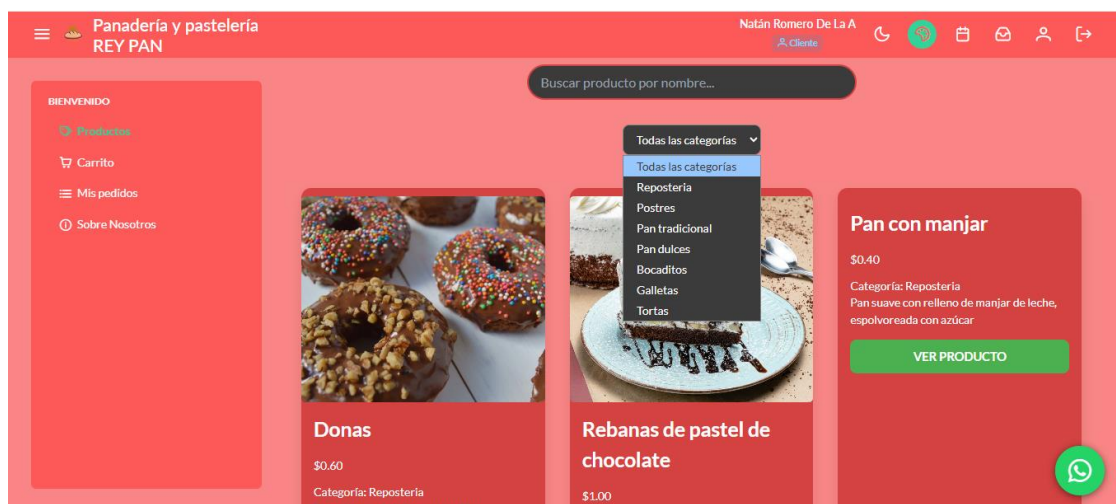 Panadería y pastelería
REY PAN
Natán Romero De La A
Cliente
BIENVENIDO
Productos
Carrito
Mis pedidos
Sobre Nosotros
Buscar producto por nombre...
Todas las categorías
Todas las categorías
Reposteria
Postres
Pan tradicional
Pan dulces
Bocaditos
Galletas
Tortas
Donas
$0.60
Categoría: Reposteria
Rebanas de pastel de
chocolate
$1.00
Pan con manjar
$0.40
Categoría: Reposteria
Pan suave con relleno de manjar de leche,
espolvoreada con azúcar
VER PRODUCTO